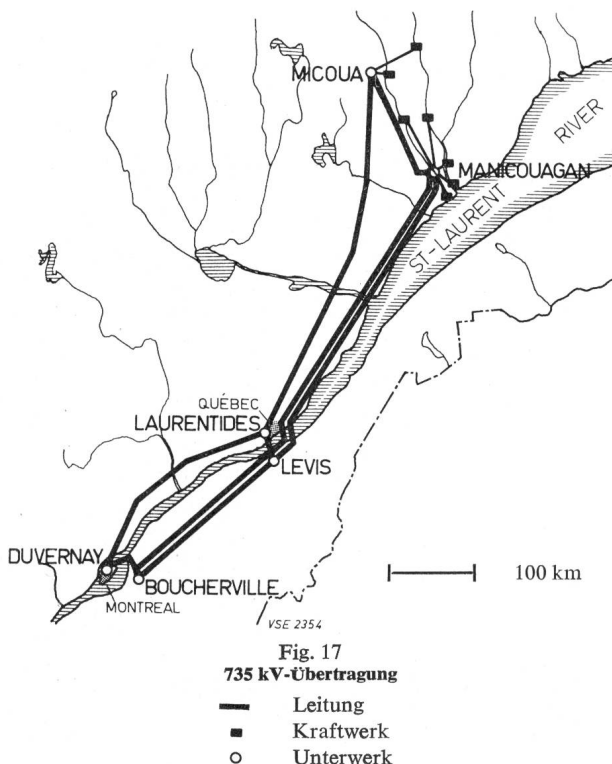 MICOUA
MANICOUAGAN
RIVER
ST-LAURENT
QUÉBEC
LAURENTIDES
LEVIS
DUVERNAY
BOUCHERVILLE
MONTREAL
100 km
VSE 2354
Fig. 17
735 kV-Übertragung
Leitung
Kraftwerk
Unterwerk